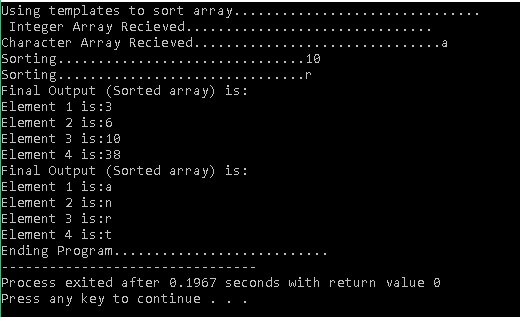 Using templates to sort array...............................
 Integer Array Recieved...............................
Character Array Recieved...............................a
Sorting...............................10
Sorting...............................r
Final Output (Sorted array) is:
Element 1 is:3
Element 2 is:6
Element 3 is:10
Element 4 is:38
Final Output (Sorted array) is:
Element 1 is:a
Element 2 is:n
Element 3 is:r
Element 4 is:t
Ending Program...........................
--------------------------------
Process exited after 0.1967 seconds with return value 0
Press any key to continue . . .